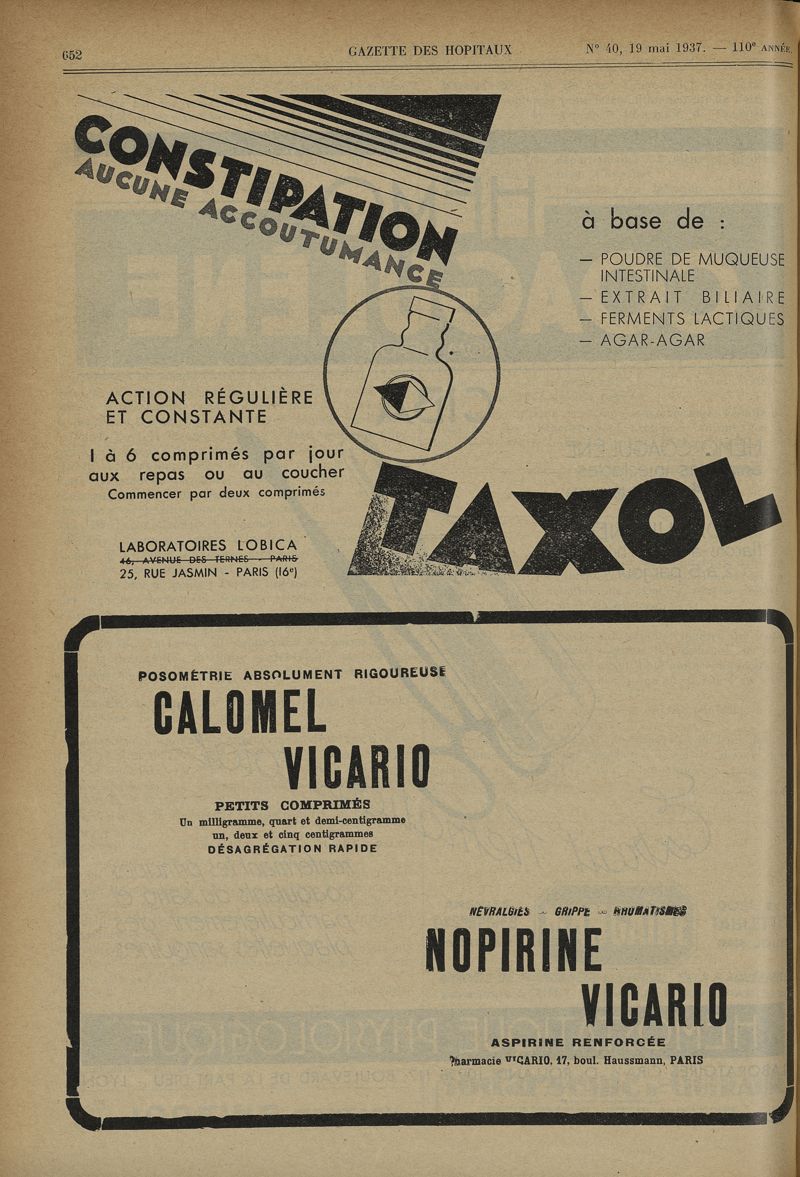 652
GAZETTE DES HOPITAUX
N° 40, 19 mai 1937. — 110e ANNÉE.
CONSTIPATION
AUCUNE ACCOUTUMANCE
à base de :
— POUDRE DE MUQUEUSE
INTESTINALE
— EXTRAIT BILIAIRE
— FERMENTS LACTIQUES
— AGAR-AGAR
ACTION RÉGULIÈRE
ET CONSTANTE
1 à 6 comprimés par jour
aux repas ou au coucher
Commencer par deux comprimés
TAXOL
LABORATOIRES LOBICA
46, AVENUE DES TERNES - PARIS
25, RUE JASMIN - PARIS (16e)
POSOMÉTRIE ABSOLUMENT RIGOUREUSE
CALOMEL
VICARIO
PETITS COMPRIMÉS
Un milligramme, quart et demi-centigramme
un, deux et cinq centigrammes
DÉSAGRÉGATION RAPIDE
NÉVRALGIES — GRIPPE — RHUMATISMES
NOPIRINE
VICARIO
ASPIRINE RENFORCÉE
Pharmacie VICARIO, 17, boul. Haussmann, PARIS